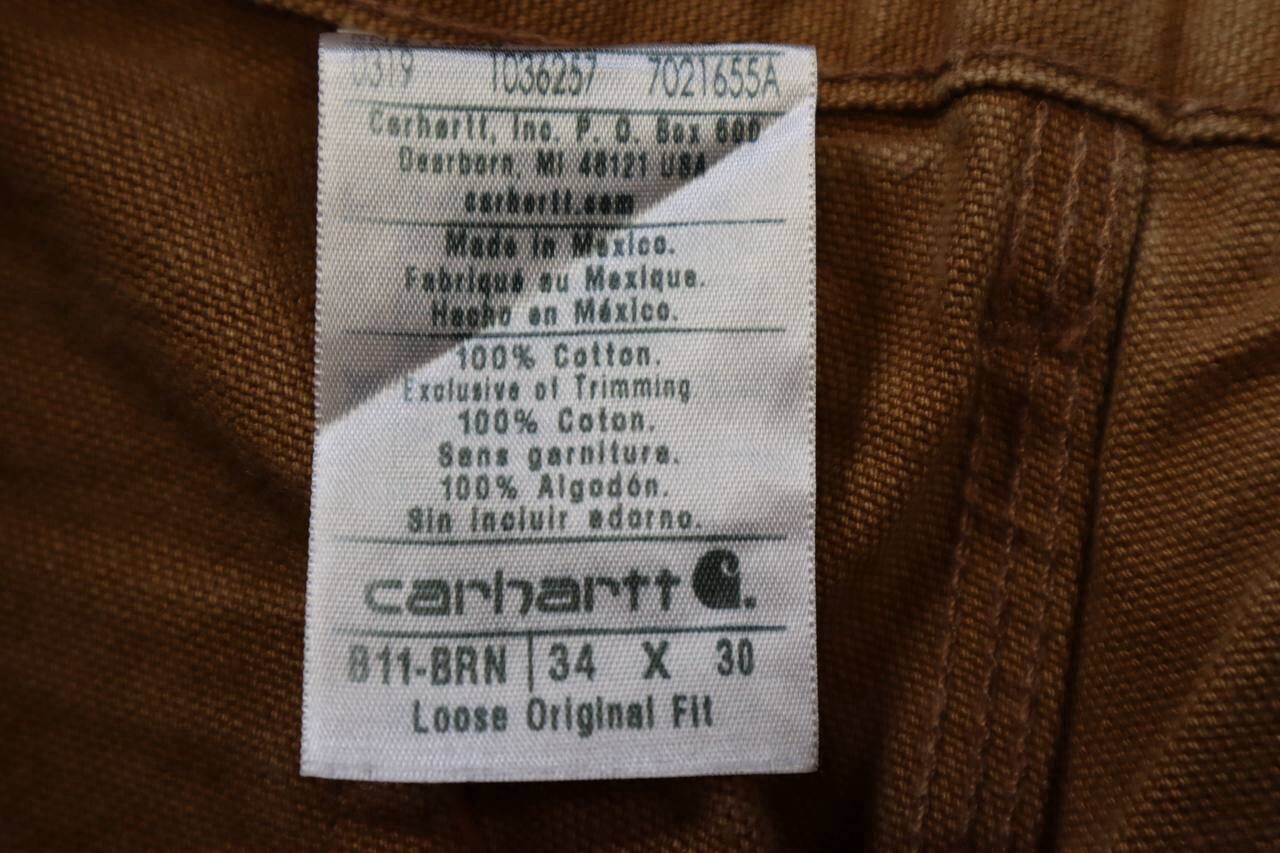 0319 1036257 7021655A
Carhartt, Inc. P. O. Box 600
Dearborn, MI 48121 USA
carhartt.com
Made in Mexico.
Fabriqué au Mexique.
Hecho en México.
100% Cotton.
Exclusive of Trimming
100% Coton.
Sans garniture.
100% Algodón.
Sin incluir adorno.
carhartt
B11-BRN | 34 X 30
Loose Original Fit